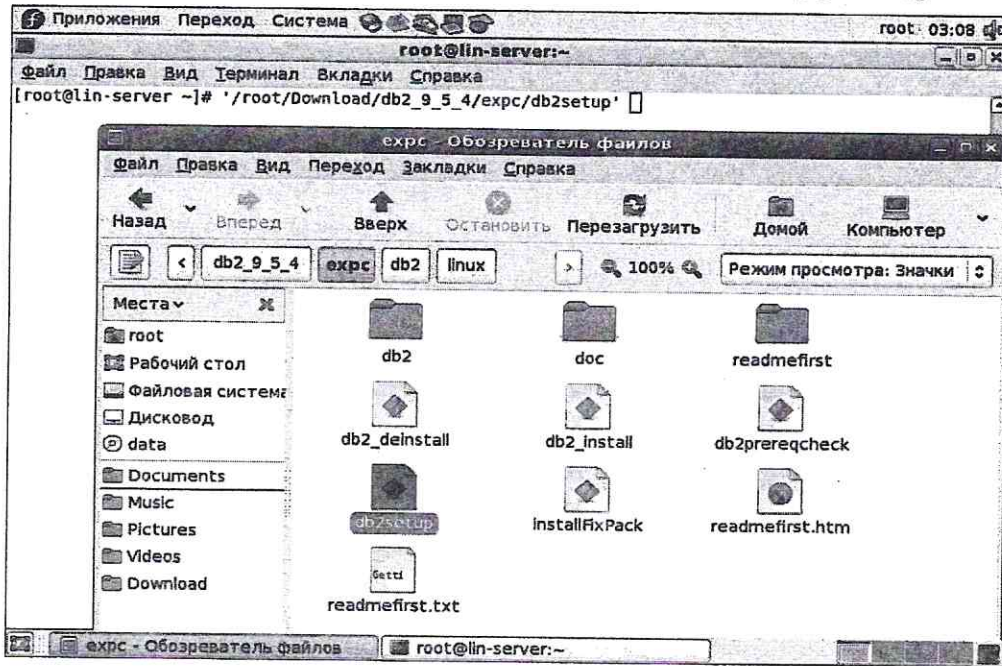 Приложения Переход Система root 03:08
root@lin-server:~
Файл Правка Вид Терминал Вкладки Справка
[root@lin-server ~]# '/root/Download/db2_9_5_4/expc/db2setup'
expc - Обозреватель файлов
Файл Правка Вид Переход Закладки Справка
Назад Вперед Вверх Остановить Перезагрузить Домой Компьютер
db2_9_5_4 expc db2 linux 100% Режим просмотра: Значки
Места
root
Рабочий стол
Файловая система
Дисковод
data
Documents
Music
Pictures
Videos
Download
db2 doc readmefirst
db2_deinstall db2_install db2prereqcheck
db2setup installFixPack readmefirst.htm
Getti
readmefirst.txt
expc - Обозреватель файлов root@lin-server:~